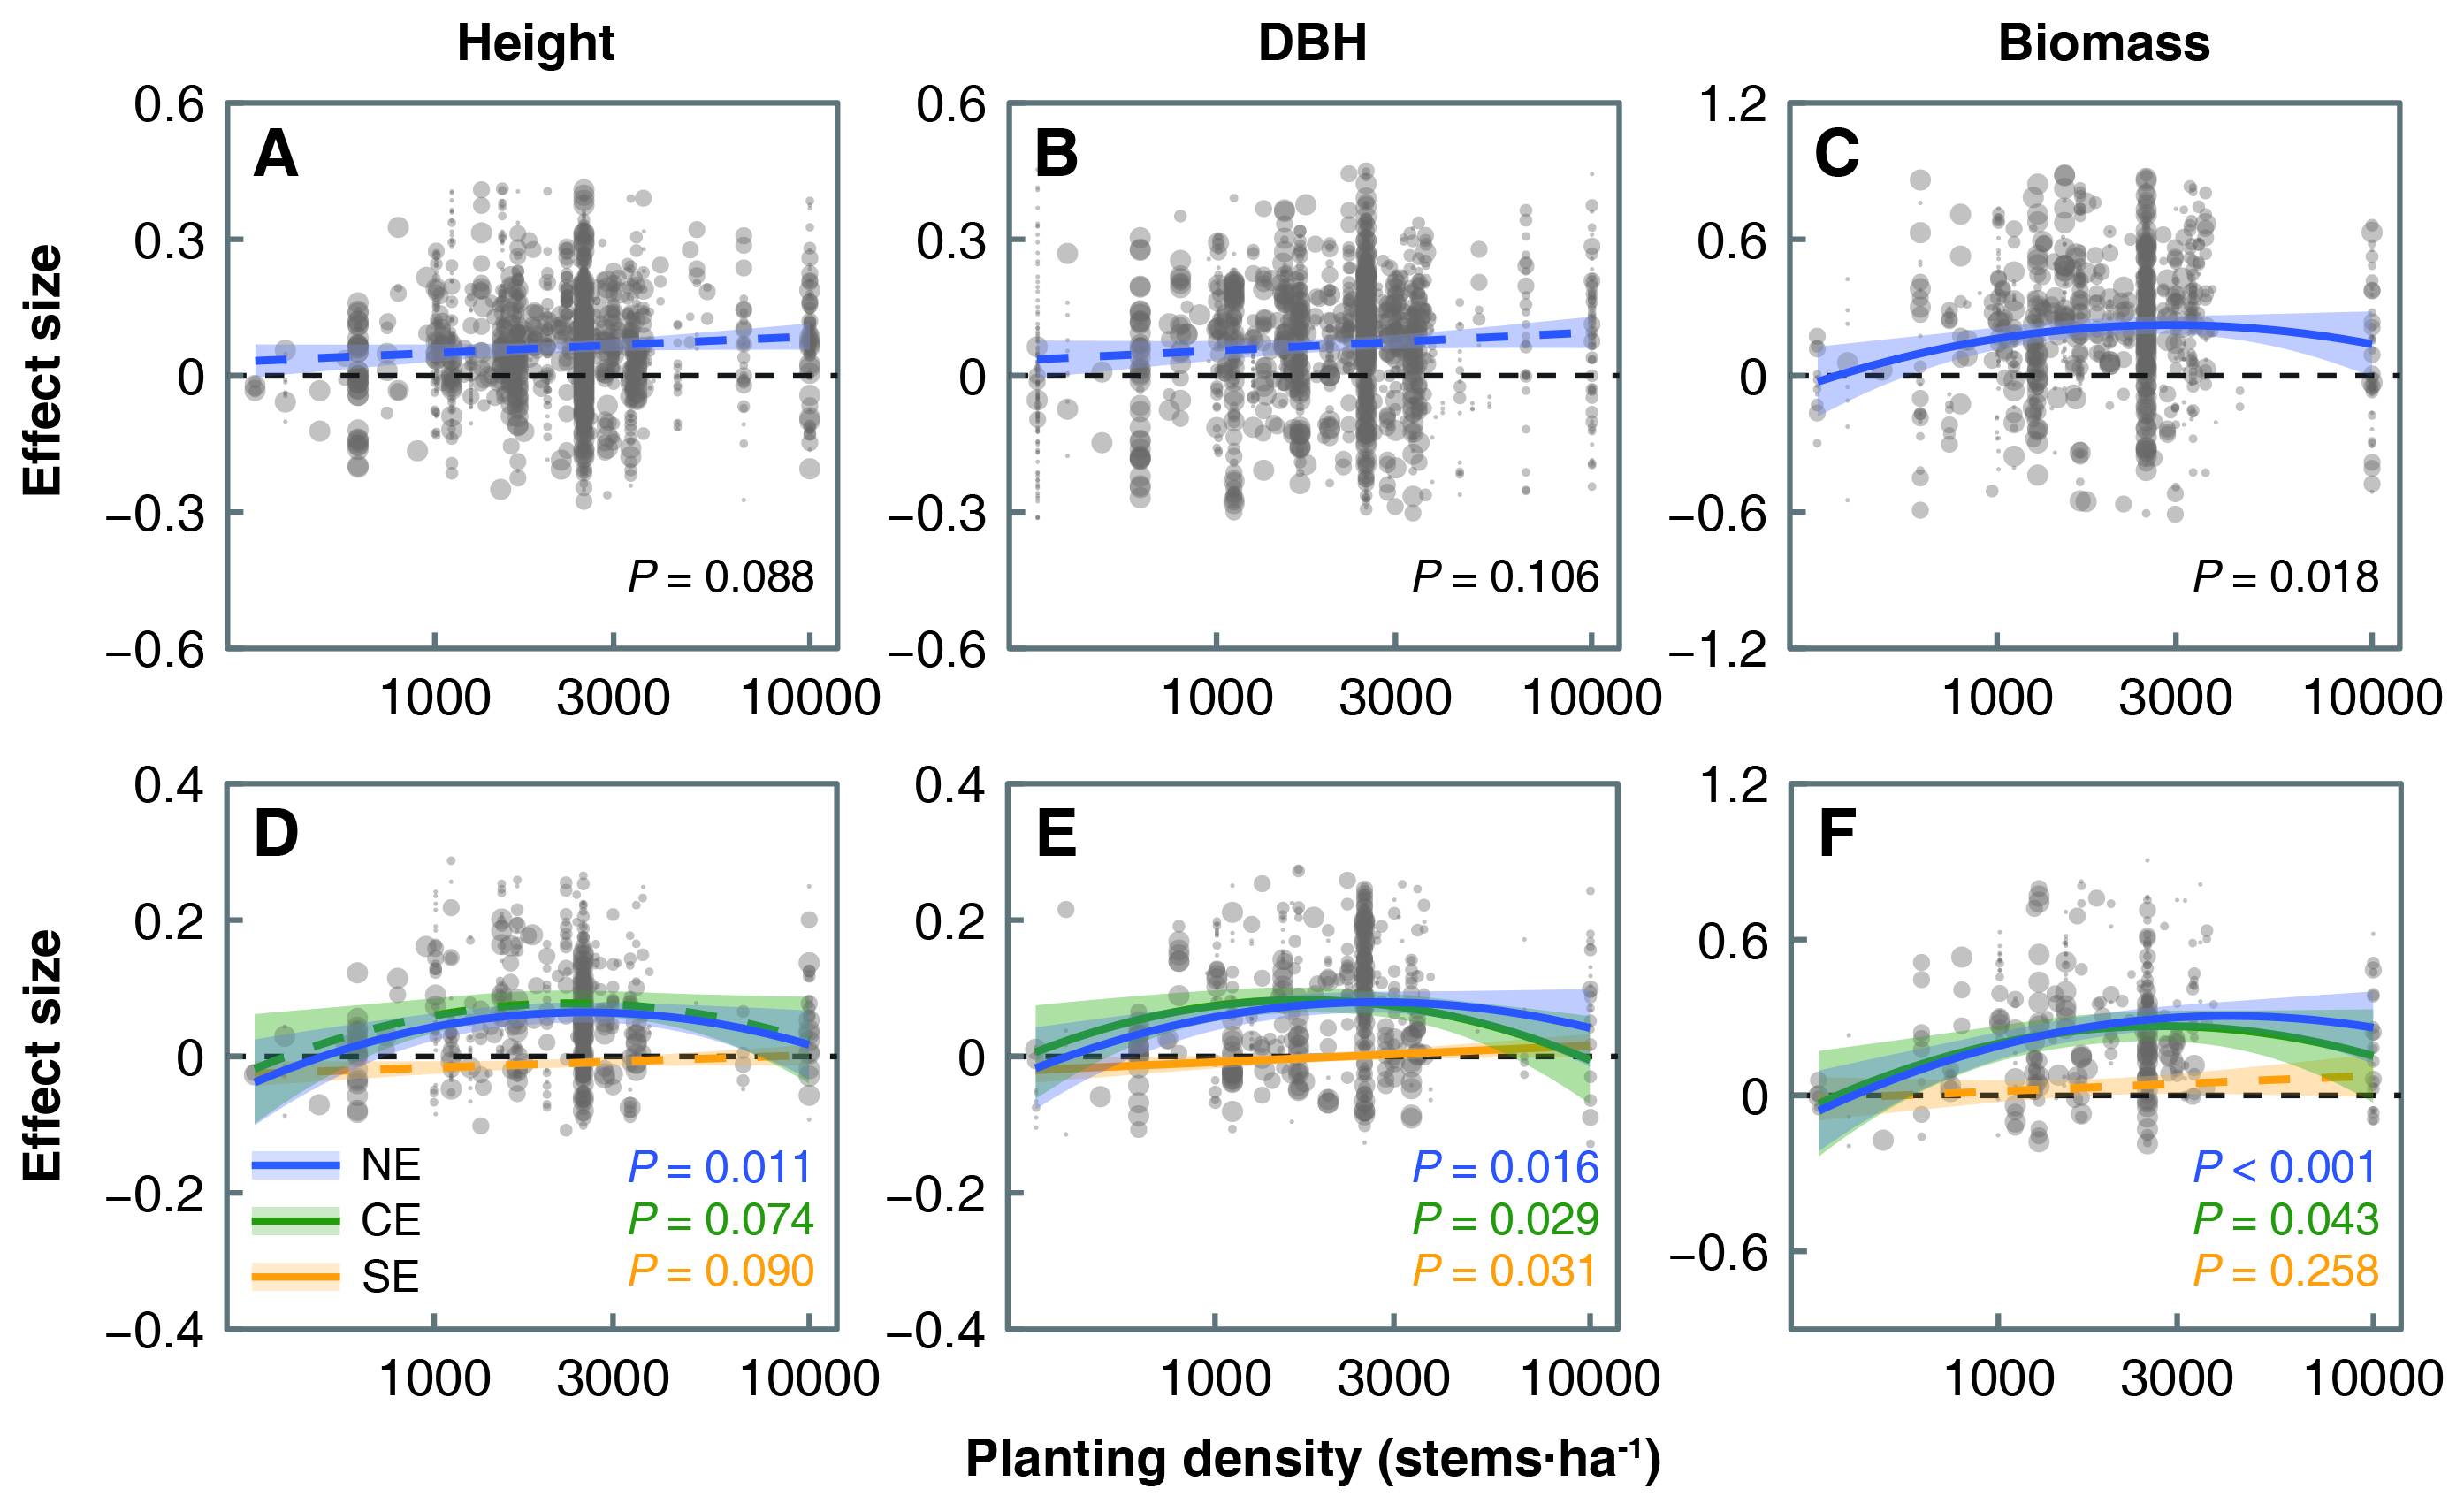 Height DBH Biomass
0.6 0.6 1.2
A B C
0.3 0.3 0.6
Effect size
0 0 0
−0.3 −0.3 −0.6
P = 0.088 P = 0.106 P = 0.018
−0.6 −0.6 −1.2
1000 3000 10000 1000 3000 10000 1000 3000 10000
0.4 0.4 1.2
D E F
0.2 0.2 0.6
Effect size
0 0 0
NE P = 0.011 P = 0.016 P < 0.001
−0.2 −0.2
CE P = 0.074 P = 0.029 P = 0.043
−0.6
SE P = 0.090 P = 0.031 P = 0.258
−0.4 −0.4
1000 3000 10000 1000 3000 10000 1000 3000 10000
Planting density (stems·ha⁻¹)